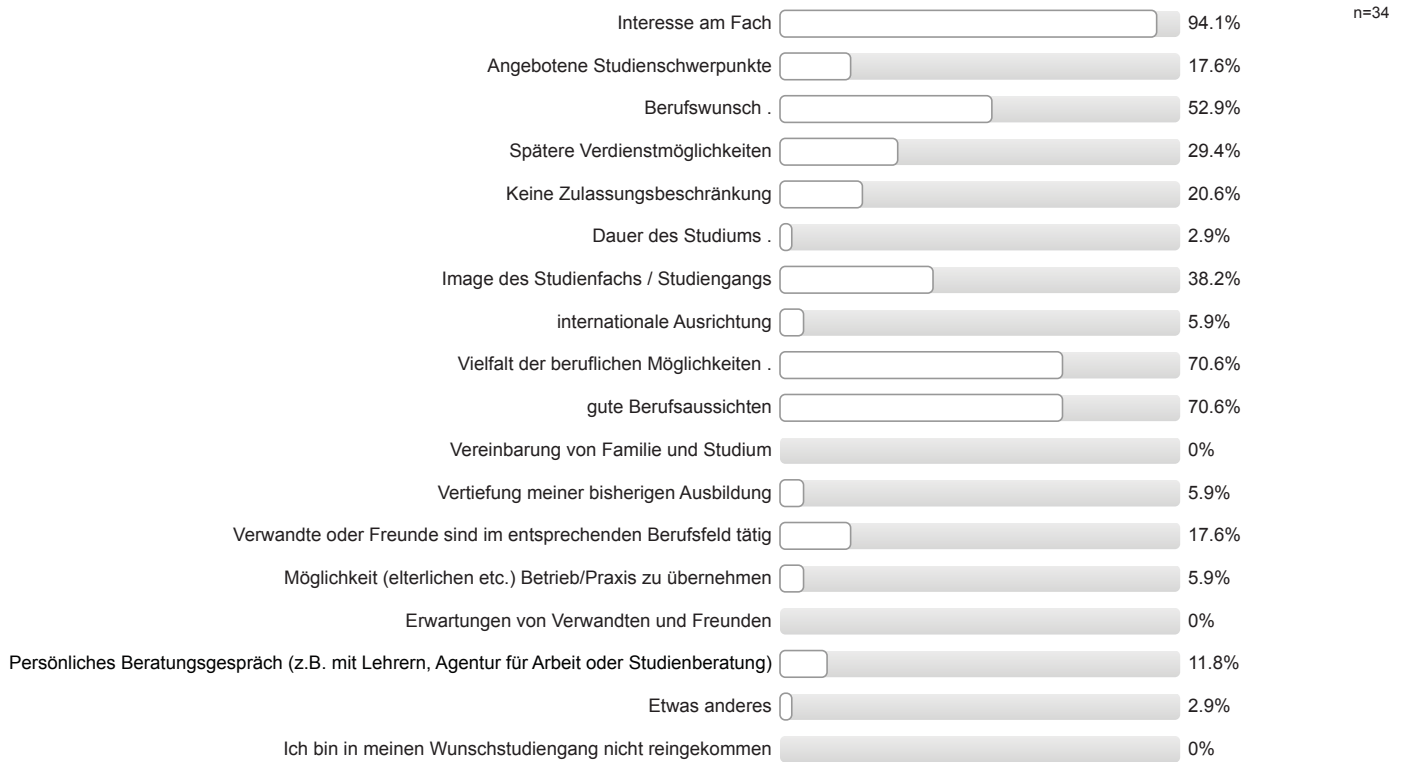 Interesse am Fach 94.1% n=34
Angebotene Studienschwerpunkte 17.6%
Berufswunsch . 52.9%
Spätere Verdienstmöglichkeiten 29.4%
Keine Zulassungsbeschränkung 20.6%
Dauer des Studiums . 2.9%
Image des Studienfachs / Studiengangs 38.2%
internationale Ausrichtung 5.9%
Vielfalt der beruflichen Möglichkeiten . 70.6%
gute Berufsaussichten 70.6%
Vereinbarung von Familie und Studium 0%
Vertiefung meiner bisherigen Ausbildung 5.9%
Verwandte oder Freunde sind im entsprechenden Berufsfeld tätig 17.6%
Möglichkeit (elterlichen etc.) Betrieb/Praxis zu übernehmen 5.9%
Erwartungen von Verwandten und Freunden 0%
Persönliches Beratungsgespräch (z.B. mit Lehrern, Agentur für Arbeit oder Studienberatung) 11.8%
Etwas anderes 2.9%
Ich bin in meinen Wunschstudiengang nicht reingekommen 0%